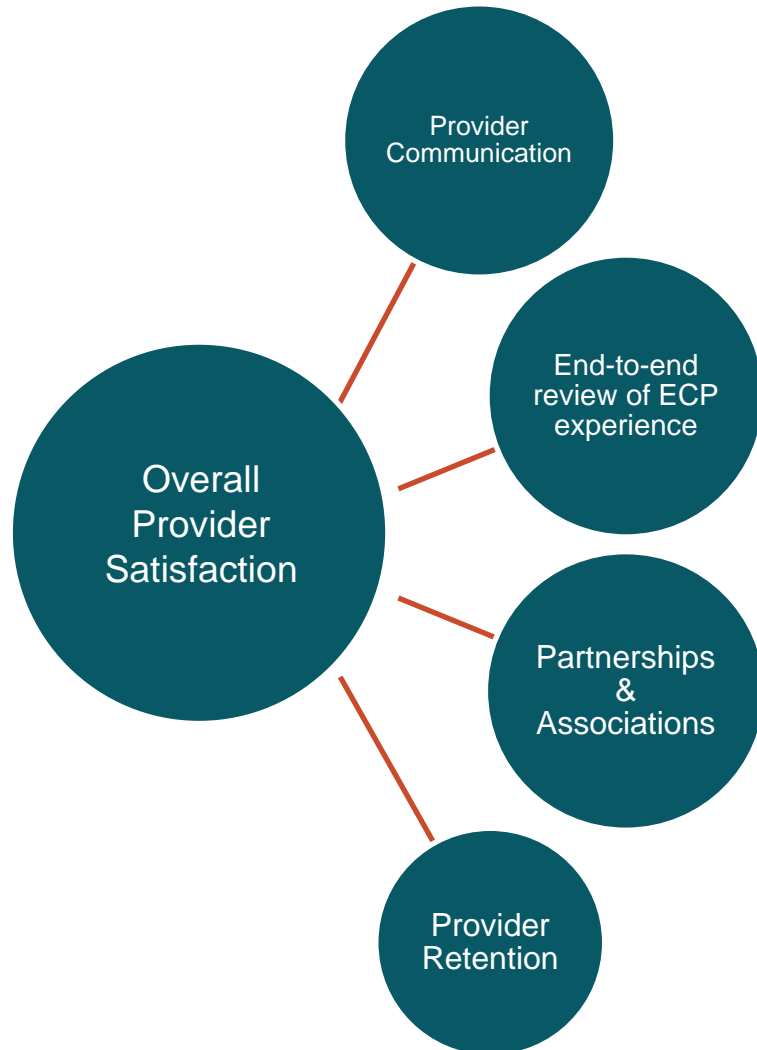 Provider
Communication
End-to-end
review of ECP
experience
Overall
Provider
Satisfaction
Partnerships
&
Associations
Provider
Retention